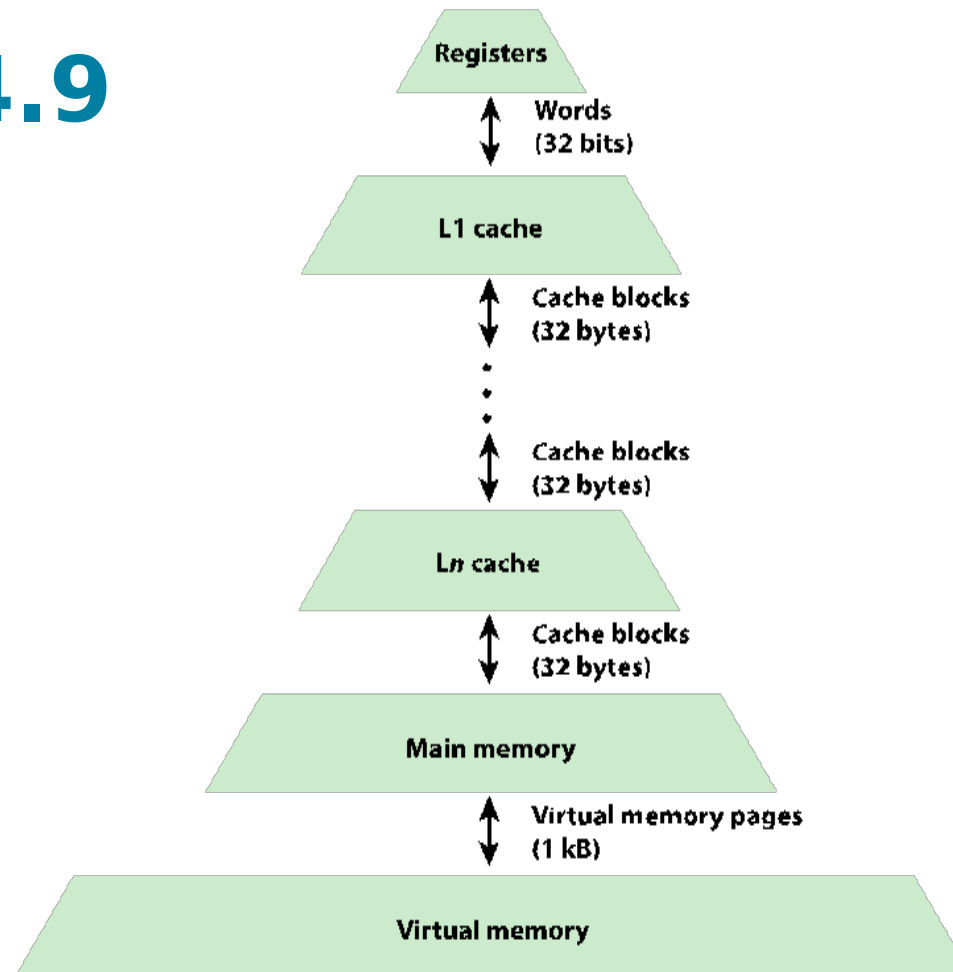 4.9
Registers
Words
(32 bits)
L1 cache
Cache blocks
(32 bytes)
Cache blocks
(32 bytes)
Ln cache
Cache blocks
(32 bytes)
Main memory
Virtual memory pages
(1 kB)
Virtual memory